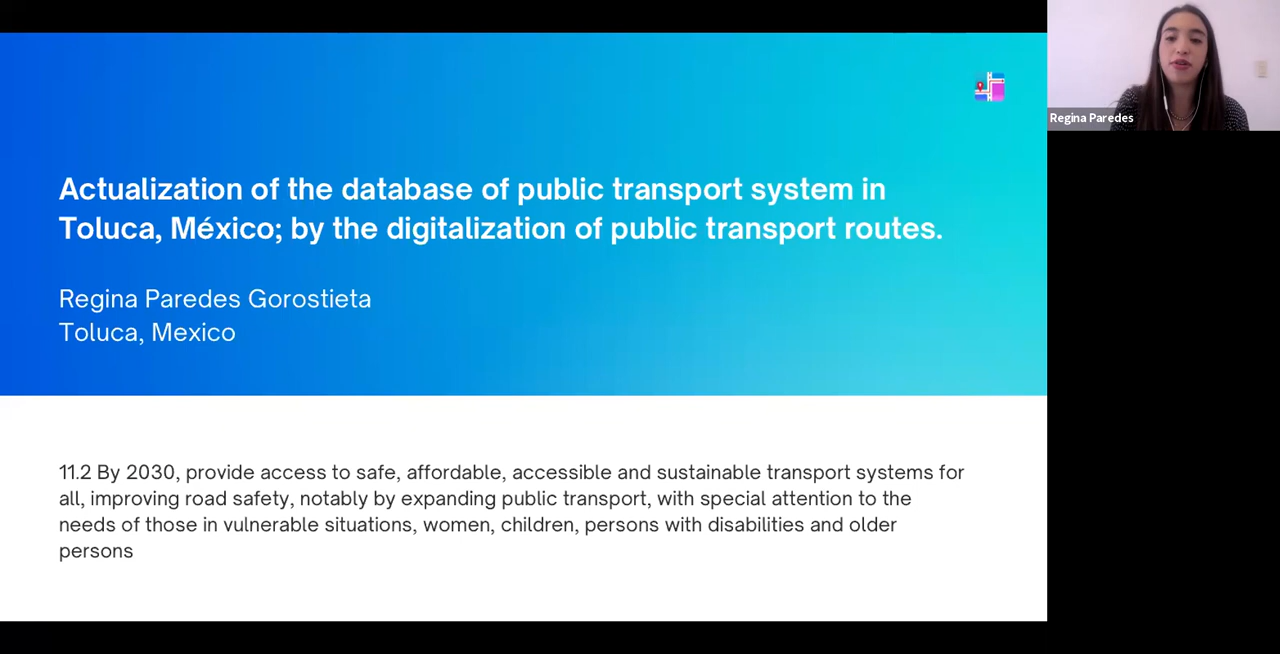 Actualization of the database of public transport system in
Toluca, México; by the digitalization of public transport routes.
Regina Paredes Gorostieta
Toluca, Mexico
11.2 By 2030, provide access to safe, affordable, accessible and sustainable transport systems for
all, improving road safety, notably by expanding public transport, with special attention to the
needs of those in vulnerable situations, women, children, persons with disabilities and older
persons
Regina Paredes